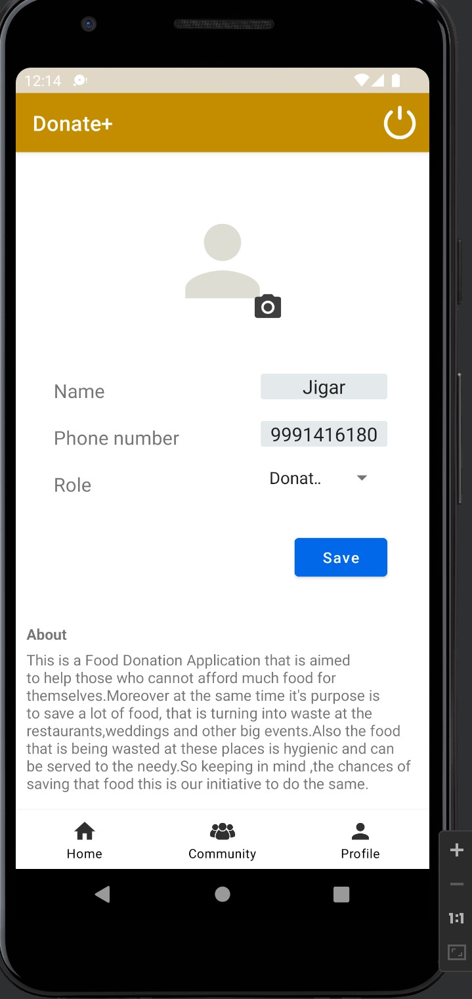 12:14
Donate+
Name
Jigar
Phone number
9991416180
Role
Donat..
Save
About
This is a Food Donation Application that is aimed
to help those who cannot afford much food for
themselves.Moreover at the same time it's purpose is
to save a lot of food, that is turning into waste at the
restaurants,weddings and other big events.Also the food
that is being wasted at these places is hygienic and can
be served to the needy.So keeping in mind ,the chances of
saving that food this is our initiative to do the same.
Home
Community
Profile
1:1